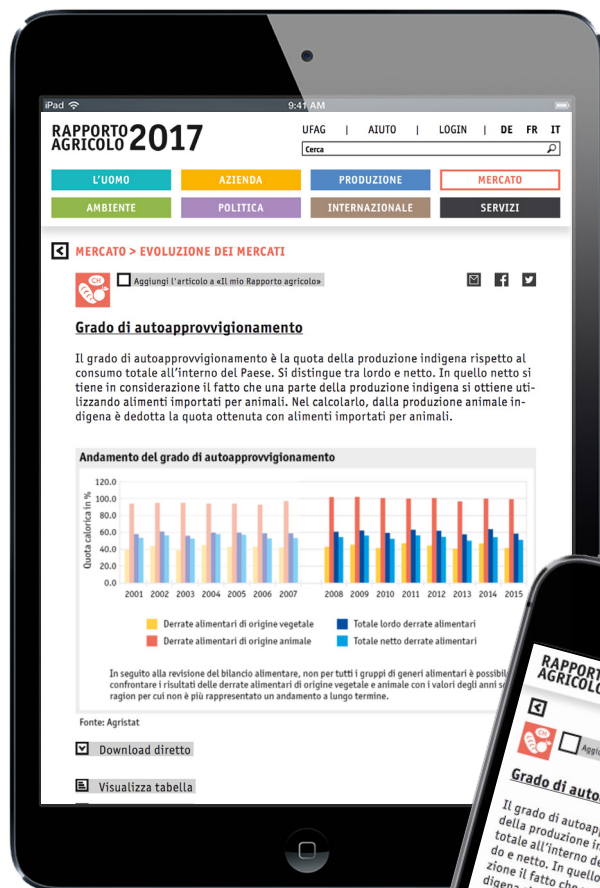 iPad
9:41 AM
RAPPORTO
AGRICOLO 2017
UFAG | AIUTO | LOGIN | DE FR IT
Cerca
L'UOMO AZIENDA PRODUZIONE MERCATO
AMBIENTE POLITICA INTERNAZIONALE SERVIZI
MERCATO > EVOLUZIONE DEI MERCATI
CH
Aggiungi l'articolo a «Il mio Rapporto agricolo»
Grado di autoapprovvigionamento
Il grado di autoapprovvigionamento è la quota della produzione indigena rispetto al
consumo totale all'interno del Paese. Si distingue tra lordo e netto. In quello netto si
tiene in considerazione il fatto che una parte della produzione indigena si ottiene uti-
lizzando alimenti importati per animali. Nel calcolarlo, dalla produzione animale in-
digena è dedotta la quota ottenuta con alimenti importati per animali.
Andamento del grado di autoapprovvigionamento
Quota calorica in %
120.0
100.0
80.0
60.0
40.0
20.0
0.0
2001 2002 2003 2004 2005 2006 2007 2008 2009 2010 2011 2012 2013 2014 2015
Derrate alimentari di origine vegetale Totale lordo derrate alimentari
Derrate alimentari di origine animale Totale netto derrate alimentari
In seguito alla revisione del bilancio alimentare, non per tutti i gruppi di generi alimentari è possibil
confrontare i risultati delle derrate alimentari di origine vegetale e animale con i valori degli anni
ragion per cui non è più rappresentato un andamento a lungo termine.
Fonte: Agristat
Download diretto
Visualizza tabella
RAPPORT
AGRICOLO
CH
Aggiu
Grado di auto
Il grado di autoap
della produzione in
totale all'interno de
do e netto. In quello
zione il fatto che
digena